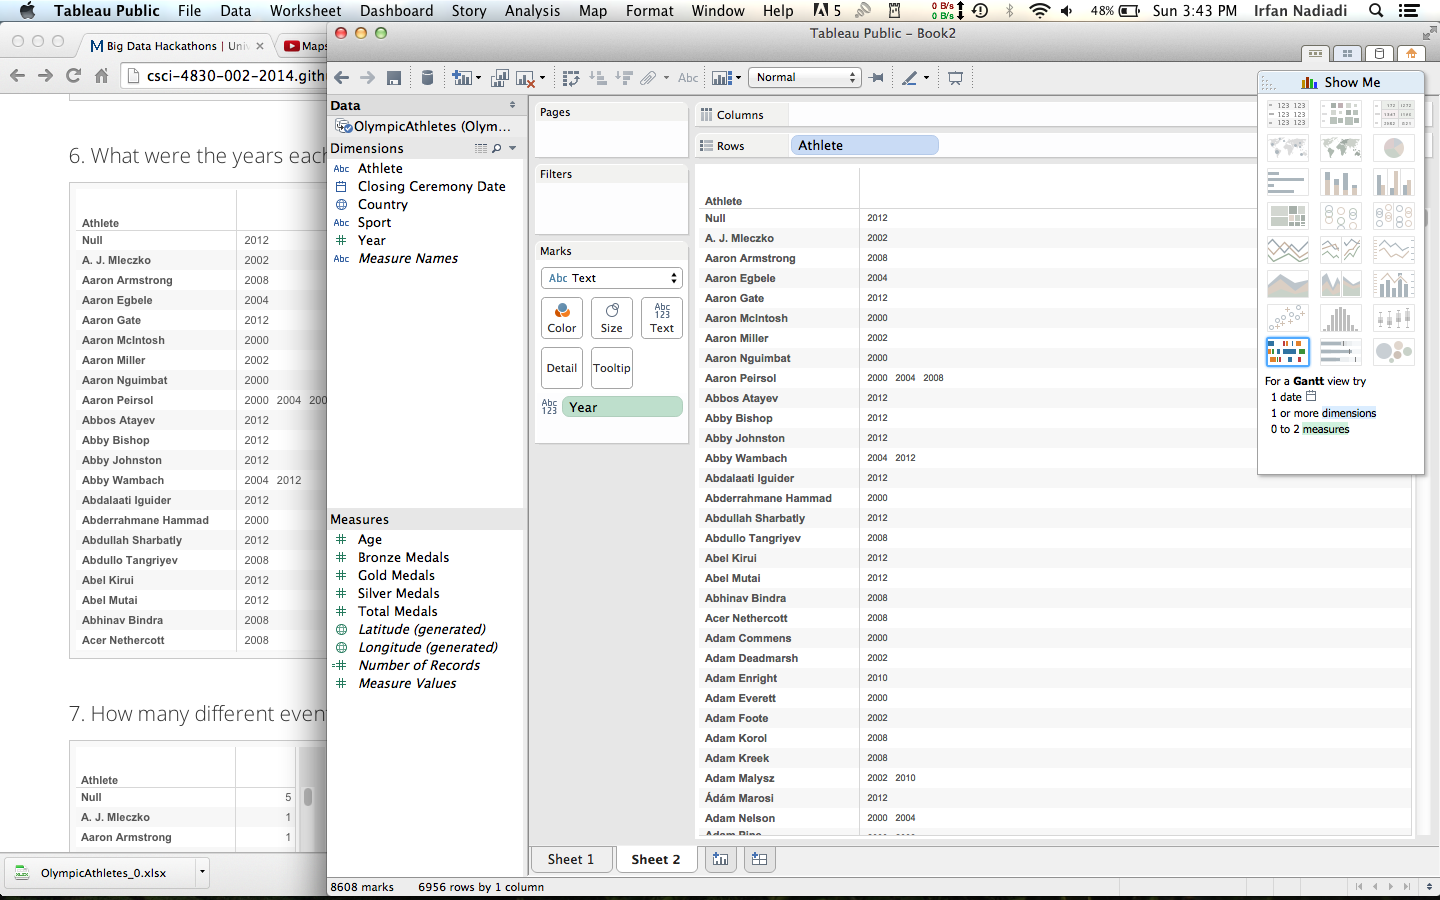 Tableau Public File Data Worksheet Dashboard Story Analysis Map Format Window Help 5 0 B/s 0 B/s 48% Sun 3:43 PM Irfan Nadiadi
Big Data Hackathons | Univ × Maps
csci-4830-002-2014.gith
6. What were the years eac
Athlete
Null 2012
A. J. Mleczko 2002
Aaron Armstrong 2008
Aaron Egbele 2004
Aaron Gate 2012
Aaron McIntosh 2000
Aaron Miller 2002
Aaron Nguimbat 2000
Aaron Peirsol 2000 2004 200
Abbos Atayev 2012
Abby Bishop 2012
Abby Johnston 2012
Abby Wambach 2004 2012
Abdalaati Iguider 2012
Abderrahmane Hammad 2000
Abdullah Sharbatly 2012
Abdullo Tangriyev 2008
Abel Kirui 2012
Abel Mutai 2012
Abhinav Bindra 2008
Acer Nethercott 2008
7. How many different even
Athlete
Null 5
A. J. Mleczko 1
Aaron Armstrong 1
OlympicAthletes_0.xlsx
Tableau Public - Book2
Abc Normal
Data
OlympicAthletes (Olym...
Dimensions
Abc Athlete
Closing Ceremony Date
Country
Abc Sport
Year
Abc Measure Names
Measures
Age
Bronze Medals
Gold Medals
Silver Medals
Total Medals
Latitude (generated)
Longitude (generated)
Number of Records
Measure Values
Pages
Filters
Marks
Abc Text
Color Size Abc 123 Text
Detail Tooltip
Abc 123 Year
Columns
Rows Athlete
Athlete
Null 2012
A. J. Mleczko 2002
Aaron Armstrong 2008
Aaron Egbele 2004
Aaron Gate 2012
Aaron McIntosh 2000
Aaron Miller 2002
Aaron Nguimbat 2000
Aaron Peirsol 2000 2004 2008
Abbos Atayev 2012
Abby Bishop 2012
Abby Johnston 2012
Abby Wambach 2004 2012
Abdalaati Iguider 2012
Abderrahmane Hammad 2000
Abdullah Sharbatly 2012
Abdullo Tangriyev 2008
Abel Kirui 2012
Abel Mutai 2012
Abhinav Bindra 2008
Acer Nethercott 2008
Adam Commens 2000
Adam Deadmarsh 2002
Adam Enright 2010
Adam Everett 2000
Adam Foote 2002
Adam Korol 2008
Adam Kreek 2008
Adam Malysz 2002 2010
Ádám Marosi 2012
Adam Nelson 2000 2004
Show Me
For a Gantt view try
1 date
1 or more dimensions
0 to 2 measures
Sheet 1 Sheet 2
8608 marks 6956 rows by 1 column